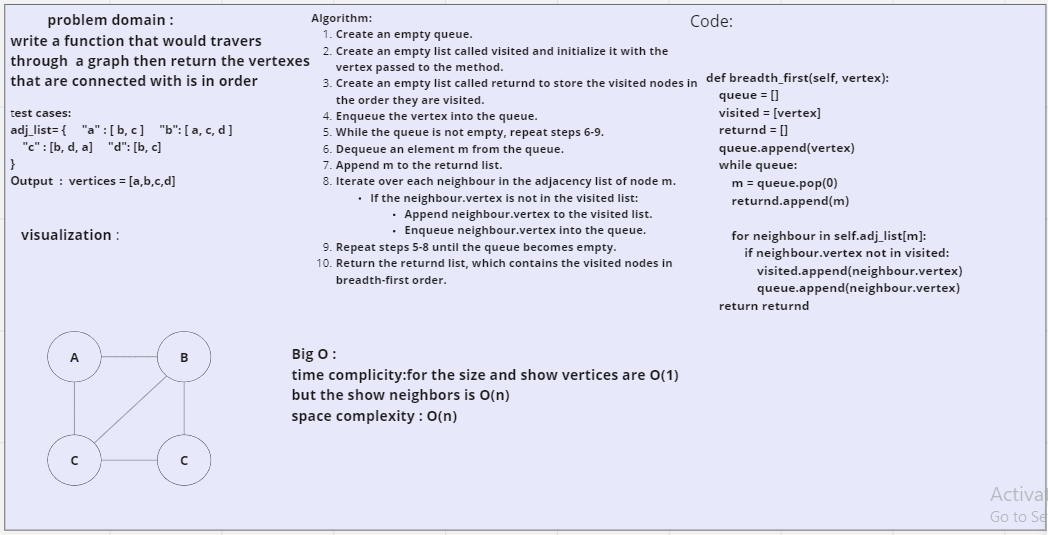 problem domain :
write a function that would travers
through a graph then return the vertexes
that are connected with is in order
test cases:
adj_list= { "a" : [ b, c ] "b": [ a, c, d ]
"c" : [b, d, a] "d": [b, c]
}
Output : vertices = [a,b,c,d]
visualization :
A
B
C
C
Algorithm:
1. Create an empty queue.
2. Create an empty list called visited and initialize it with the
vertex passed to the method.
3. Create an empty list called returnd to store the visited nodes in
the order they are visited.
4. Enqueue the vertex into the queue.
5. While the queue is not empty, repeat steps 6-9.
6. Dequeue an element m from the queue.
7. Append m to the returnd list.
8. Iterate over each neighbour in the adjacency list of node m.
• If the neighbour.vertex is not in the visited list:
• Append neighbour.vertex to the visited list.
• Enqueue neighbour.vertex into the queue.
9. Repeat steps 5-8 until the queue becomes empty.
10. Return the returnd list, which contains the visited nodes in
breadth-first order.
Big O :
time complicity:for the size and show vertices are O(1)
but the show neighbors is O(n)
space complexity : O(n)
Code:
def breadth_first(self, vertex):
queue = []
visited = [vertex]
returnd = []
queue.append(vertex)
while queue:
m = queue.pop(0)
returnd.append(m)
for neighbour in self.adj_list[m]:
if neighbour.vertex not in visited:
visited.append(neighbour.vertex)
queue.append(neighbour.vertex)
return returnd
Activa
Go to Se